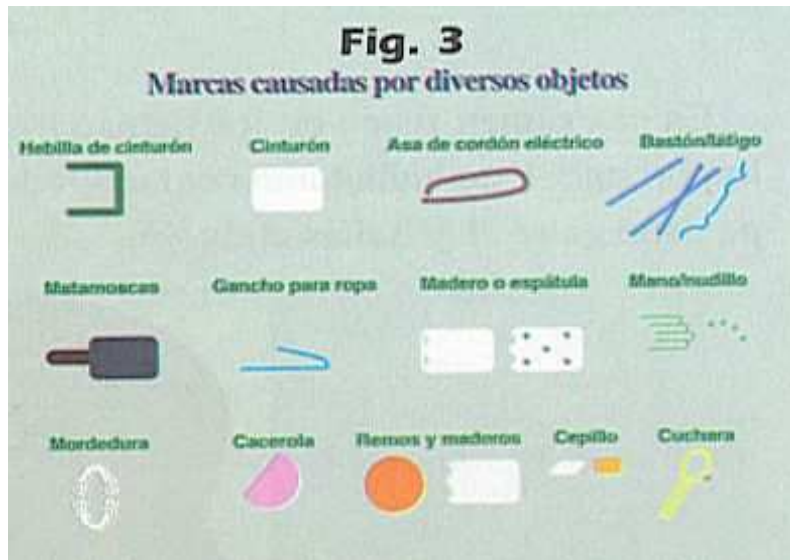 Fig. 3
Marcas causadas por diversos objetos
Hebilla de cinturón Cinturón Asa de cordón eléctrico Bastón/látigo
Matamoscas Gancho para ropa Madero o espátula Mano/nudillo
Mordedura Cacerola Remos y maderos Cepillo Cuchara